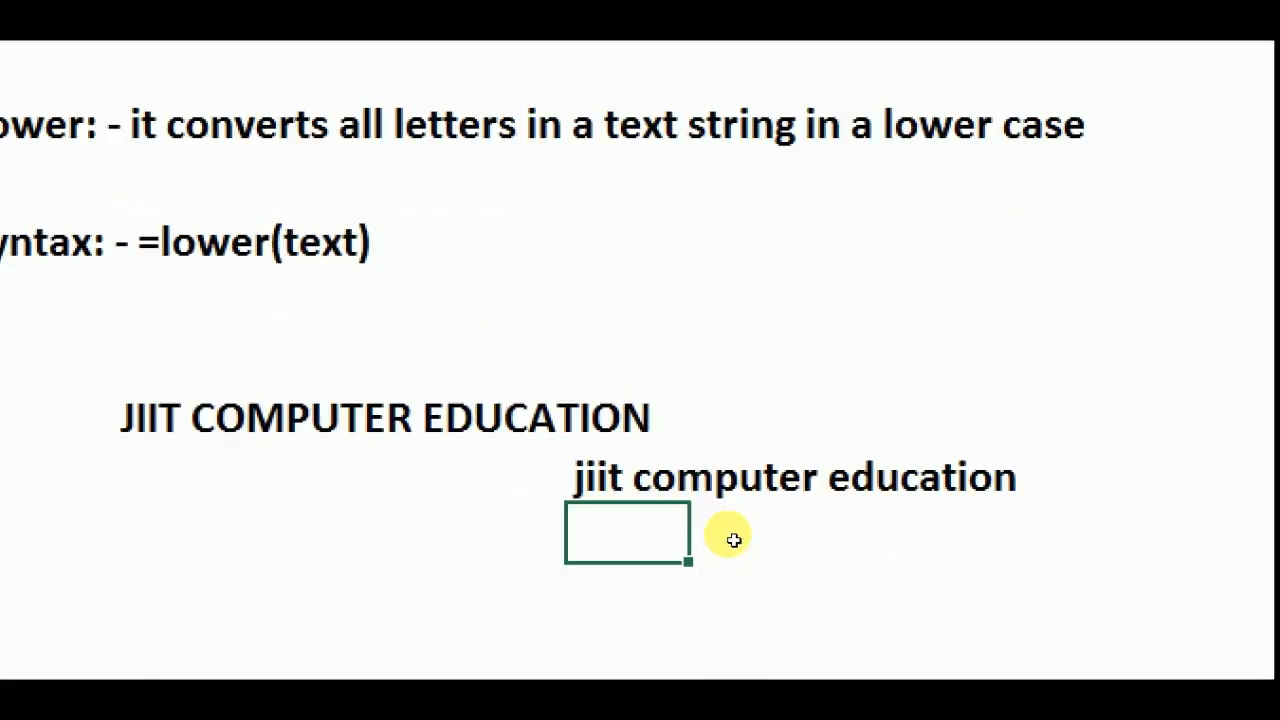 ower: - it converts all letters in a text string in a lower case
yntax: - =lower(text)
JIIT COMPUTER EDUCATION
jiit computer education